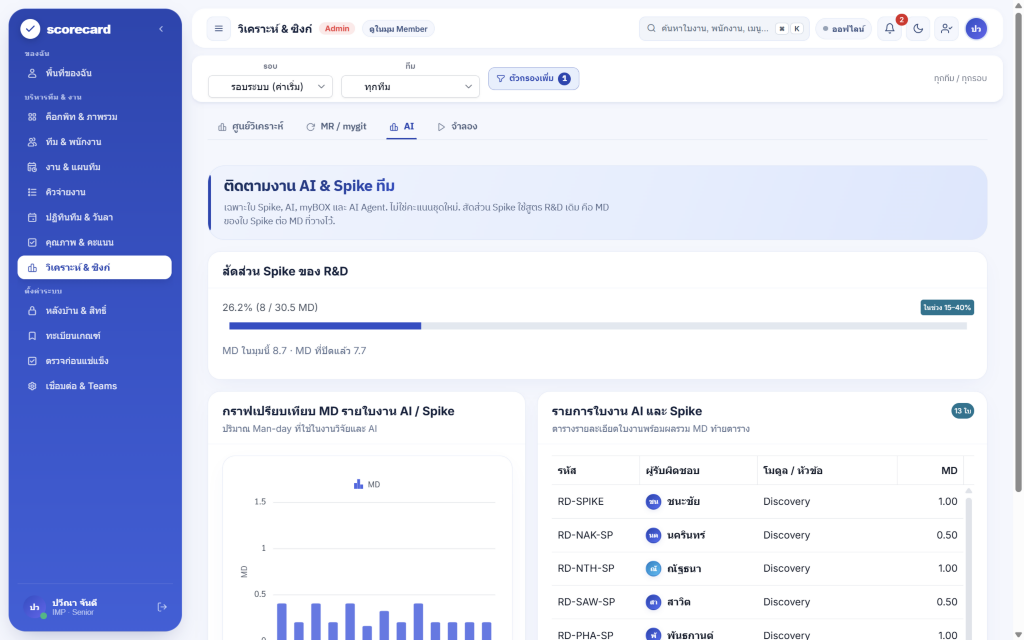 scorecard
ของฉัน
พื้นที่ของฉัน
บริหารทีม & งาน
ค็อกพิท & ภาพรวม
ทีม & พนักงาน
งาน & แผนทีม
คิวจ่ายงาน
ปฏิทินทีม & วันลา
คุณภาพ & คะแนน
วิเคราะห์ & ซิงก์
ตั้งค่าระบบ
หลังบ้าน & สิทธิ์
ทะเบียนเกณฑ์
ตรวจก่อนแช่แข็ง
เชื่อมต่อ & Teams
ปา
ปวีณา จันดี
IMP · Senior
วิเคราะห์ & ซิงก์
Admin
ดูในมุม Member
ค้นหาใบงาน, พนักงาน, เมนู...
⌘ K
ออฟไลน์
2
ปา
รอบ
รอบระบบ (ค่าเริ่ม)
ทีม
ทุกทีม
ตัวกรองเพิ่ม 1
ทุกทีม / ทุกรอบ
ศูนย์วิเคราะห์
MR / mygit
AI
จำลอง
ติดตามงาน AI & Spike ทีม
เฉพาะใบ Spike, AI, myBOX และ AI Agent. ไม่ใช่คะแนนชุดใหม่. สัดส่วน Spike ใช้สูตร R&D เดิม คือ MD
ของใบ Spike ต่อ MD ที่วางไว้.
สัดส่วน Spike ของ R&D
26.2% (8 / 30.5 MD)
ในช่วง 15-40%
MD ในมุมนี้ 8.7 · MD ที่ปิดแล้ว 7.7
กราฟเปรียบเทียบ MD รายใบงาน AI / Spike
ปริมาณ Man-day ที่ใช้ในงานวิจัยและ AI
MD
1.5
1
0.5
0
MD
รายการใบงาน AI และ Spike
13 ใบ
ตารางรายละเอียดใบงานพร้อมผลรวม MD ท้ายตาราง
รหัส ผู้รับผิดชอบ โมดูล / หัวข้อ MD
RD-SPIKE ชน ชนะชัย Discovery 1.00
RD-NAK-SP นค นครินทร์ Discovery 0.50
RD-NTH-SP ณั ณัฐธนา Discovery 1.00
RD-SAW-SP สา สาวิต Discovery 0.50
RD-PHA-SP พั พันธกานต์ Discovery 1.00